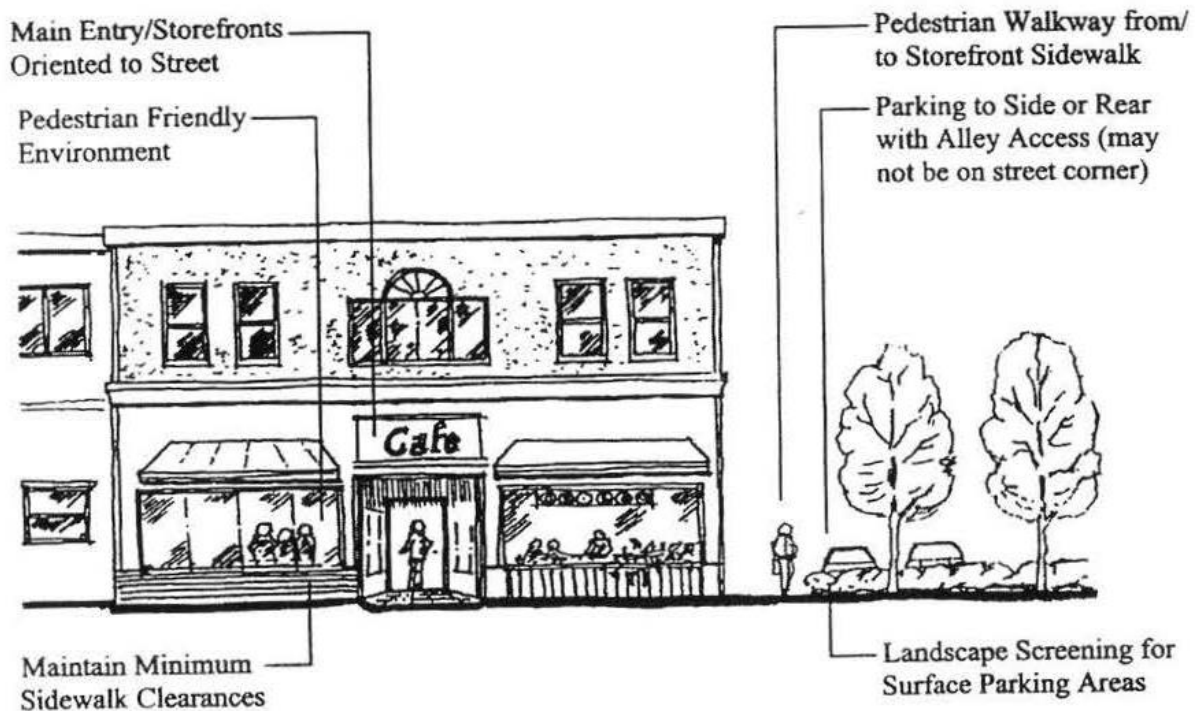 Main Entry/Storefronts
Oriented to Street
Pedestrian Friendly
Environment
Pedestrian Walkway from/
to Storefront Sidewalk
Parking to Side or Rear
with Alley Access (may
not be on street corner)
Cafe
Maintain Minimum
Sidewalk Clearances
Landscape Screening for
Surface Parking Areas